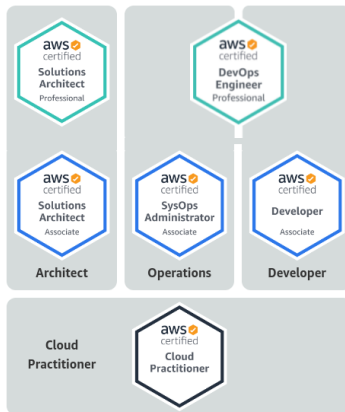 aws
certified
Solutions
Architect
Professional
aws
certified
DevOps
Engineer
Professional
aws
certified
Solutions
Architect
Associate
aws
certified
SysOps
Administrator
Associate
aws
certified
Developer
Associate
Architect
Operations
Developer
Cloud
Practitioner
aws
certified
Cloud
Practitioner